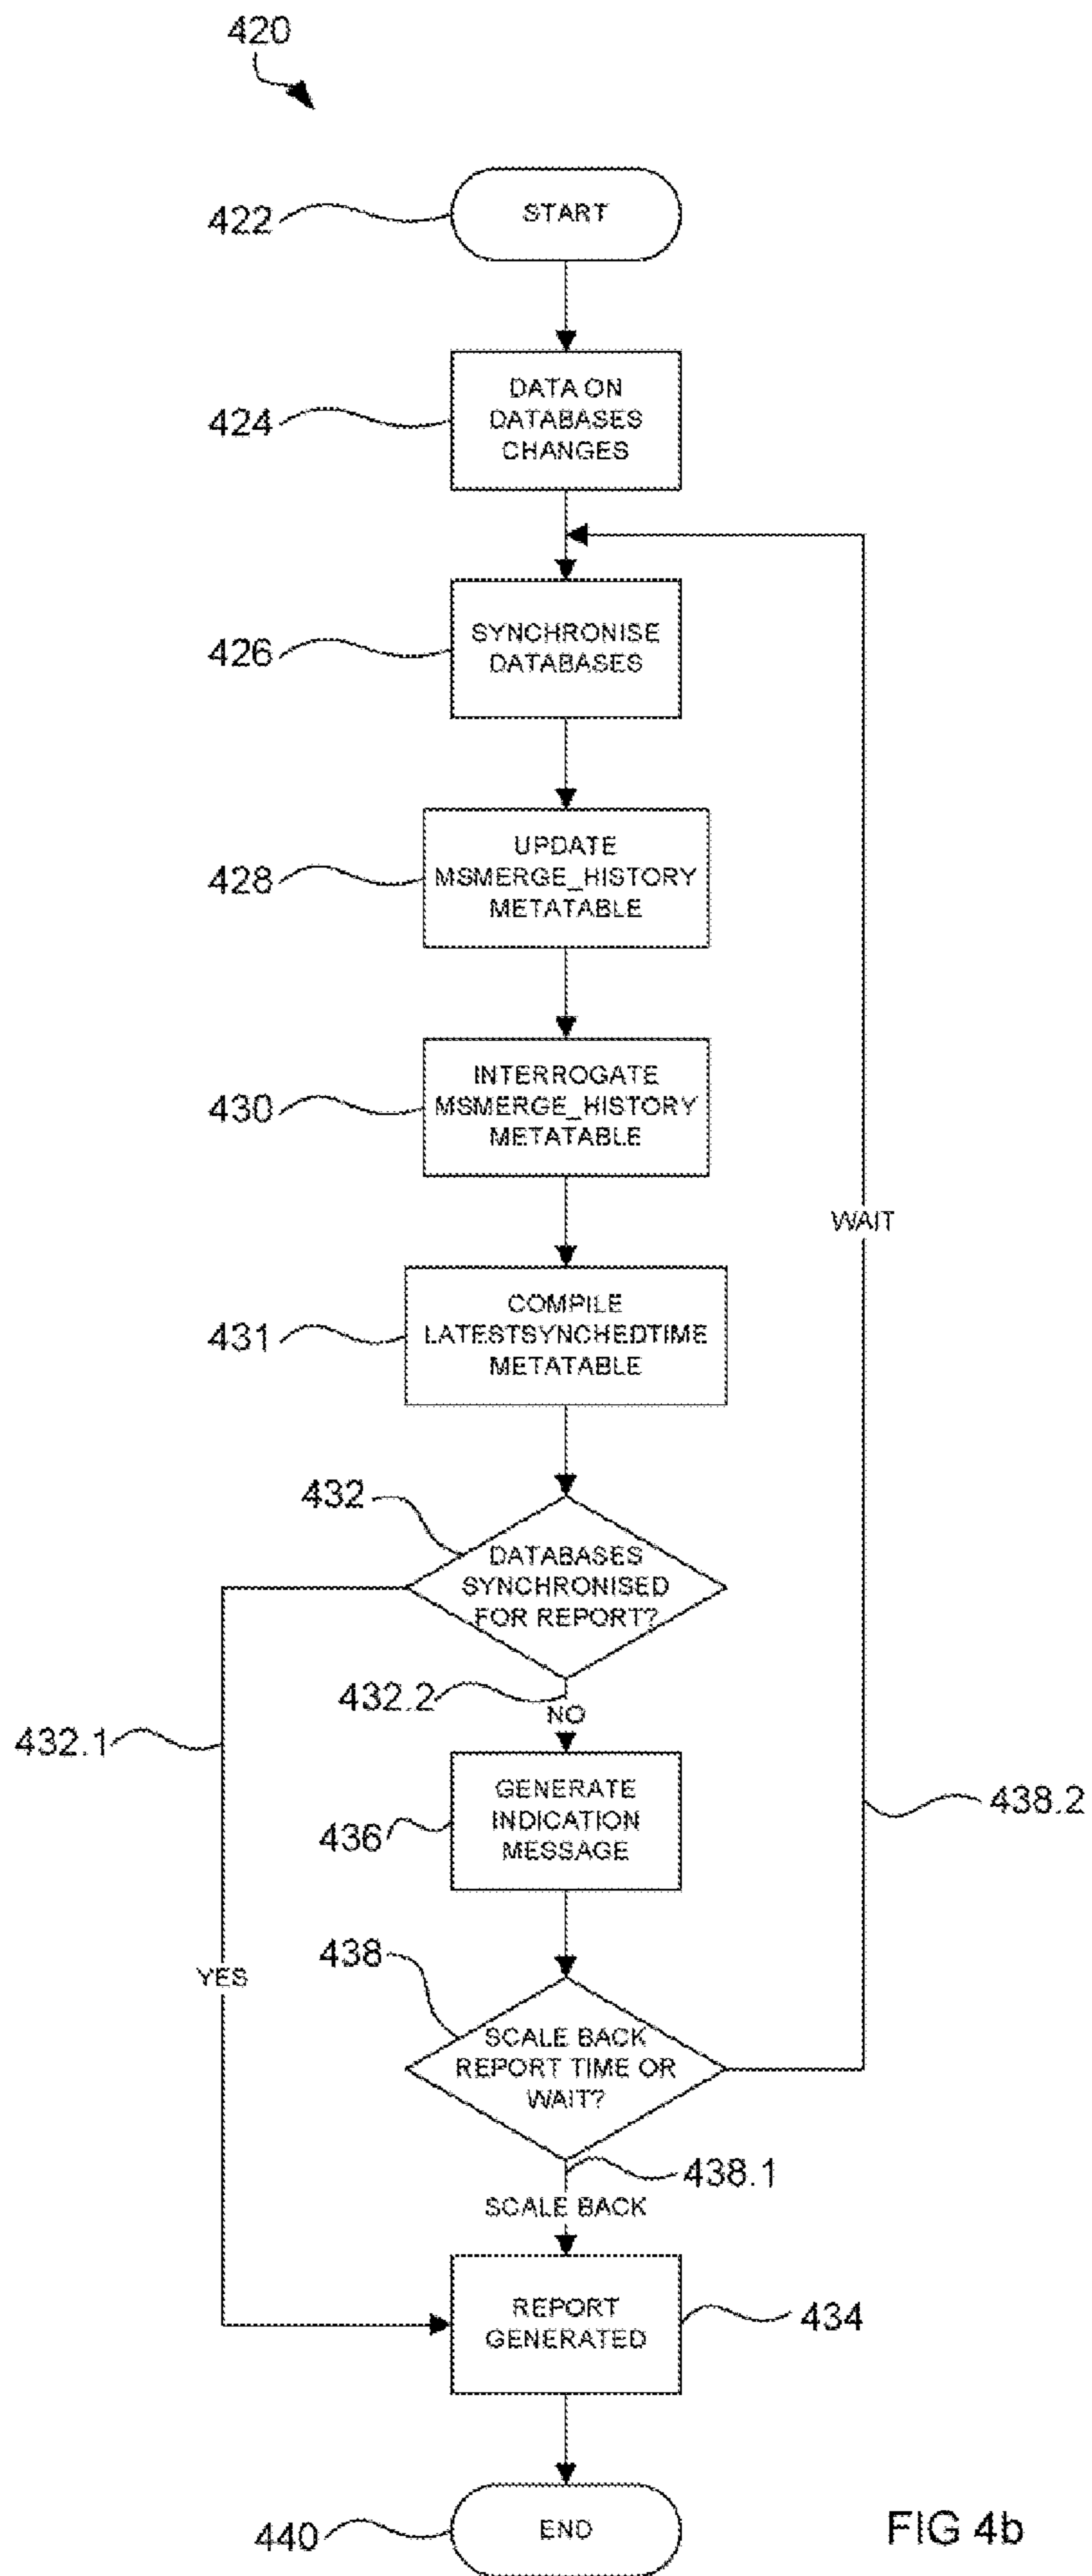 420
422
START
424
DATA ON
DATABASES
CHANGES
426
SYNCHRONISE
DATABASES
428
UPDATE
MSMERGE_HISTORY
METATABLE
430
INTERROGATE
MSMERGE_HISTORY
METATABLE
WAIT
431
COMPILE
LATESTSYNCHEDTIME
METATABLE
432
DATABASES
SYNCHRONISED
FOR REPORT?
432.2
NO
432.1
436
GENERATE
INDICATION
MESSAGE
438.2
438
YES
SCALE BACK
REPORT TIME OR
WAIT?
438.1
SCALE BACK
REPORT
GENERATED
434
440
END
FIG 4b